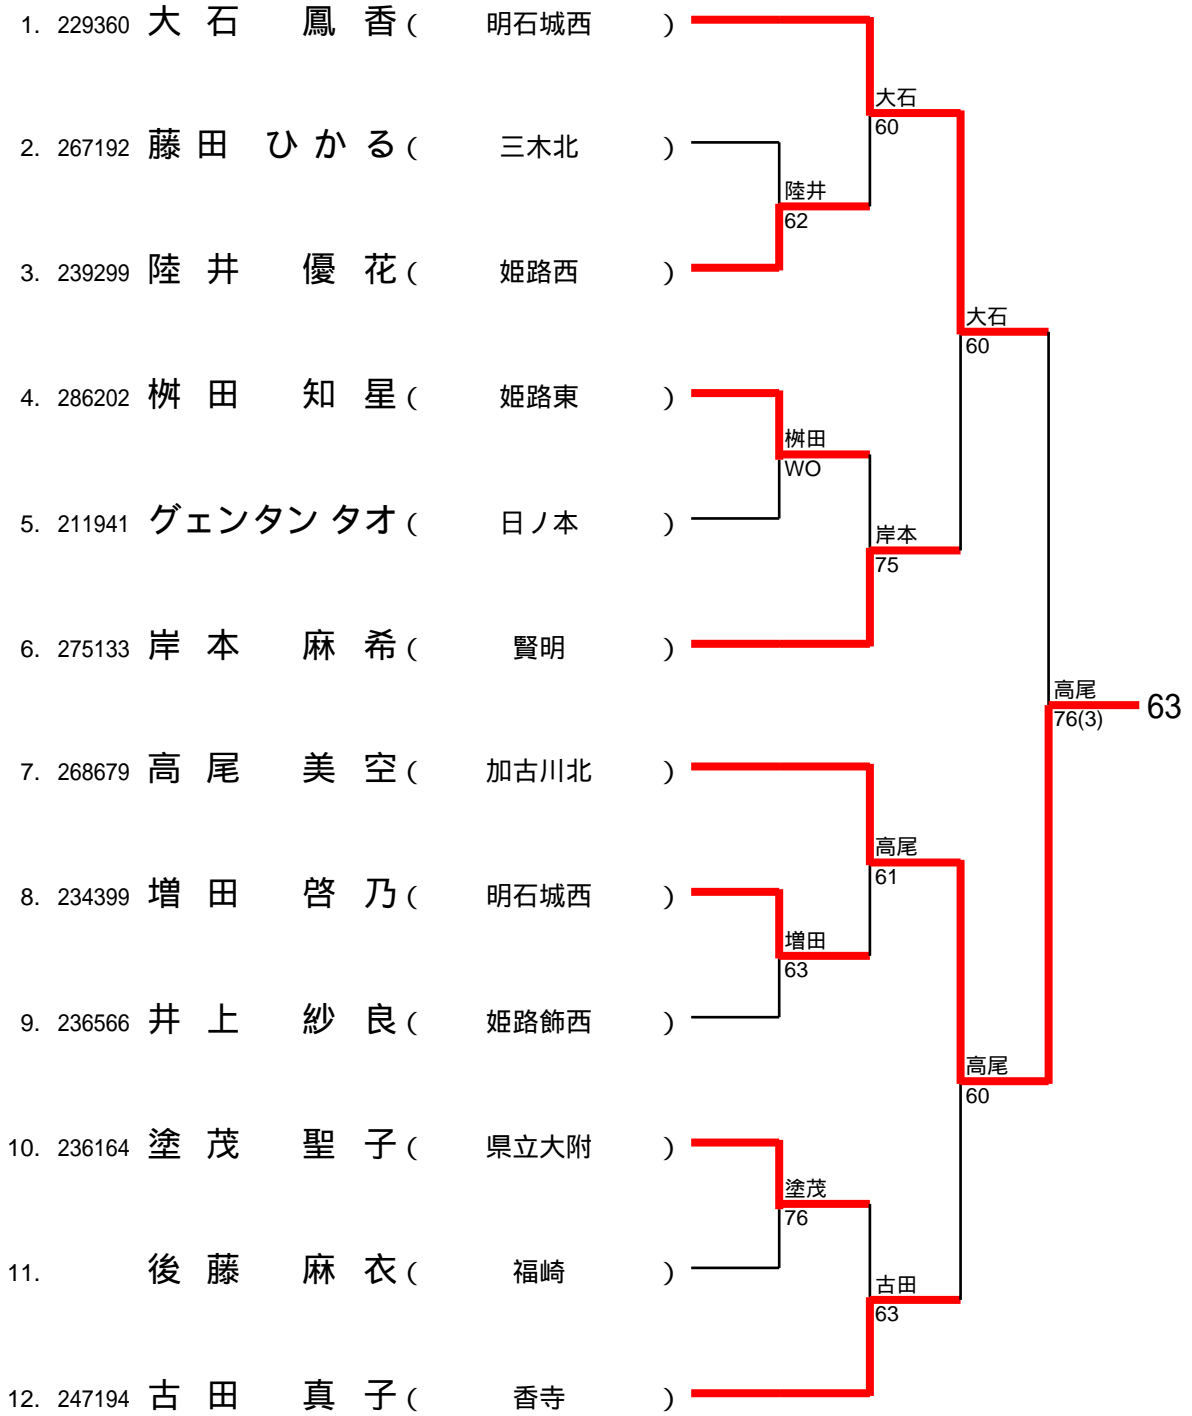 1. 229360 大石 鳳香 ( 明石城西 )
大石
60
2. 267192 藤田 ひかる ( 三木北 )
陸井
62
3. 239299 陸井 優花 ( 姫路西 )
大石
60
4. 286202 桝田 知星 ( 姫路東 )
桝田
WO
5. 211941 グェンタン タオ ( 日ノ本 )
岸本
75
6. 275133 岸本 麻希 ( 賢明 )
高尾
76(3)
63
7. 268679 高尾 美空 ( 加古川北 )
高尾
61
8. 234399 増田 啓乃 ( 明石城西 )
増田
63
9. 236566 井上 紗良 ( 姫路飾西 )
高尾
60
10. 236164 塗茂 聖子 ( 県立大附 )
塗茂
76
11. 後藤 麻衣 ( 福崎 )
古田
63
12. 247194 古田 真子 ( 香寺 )